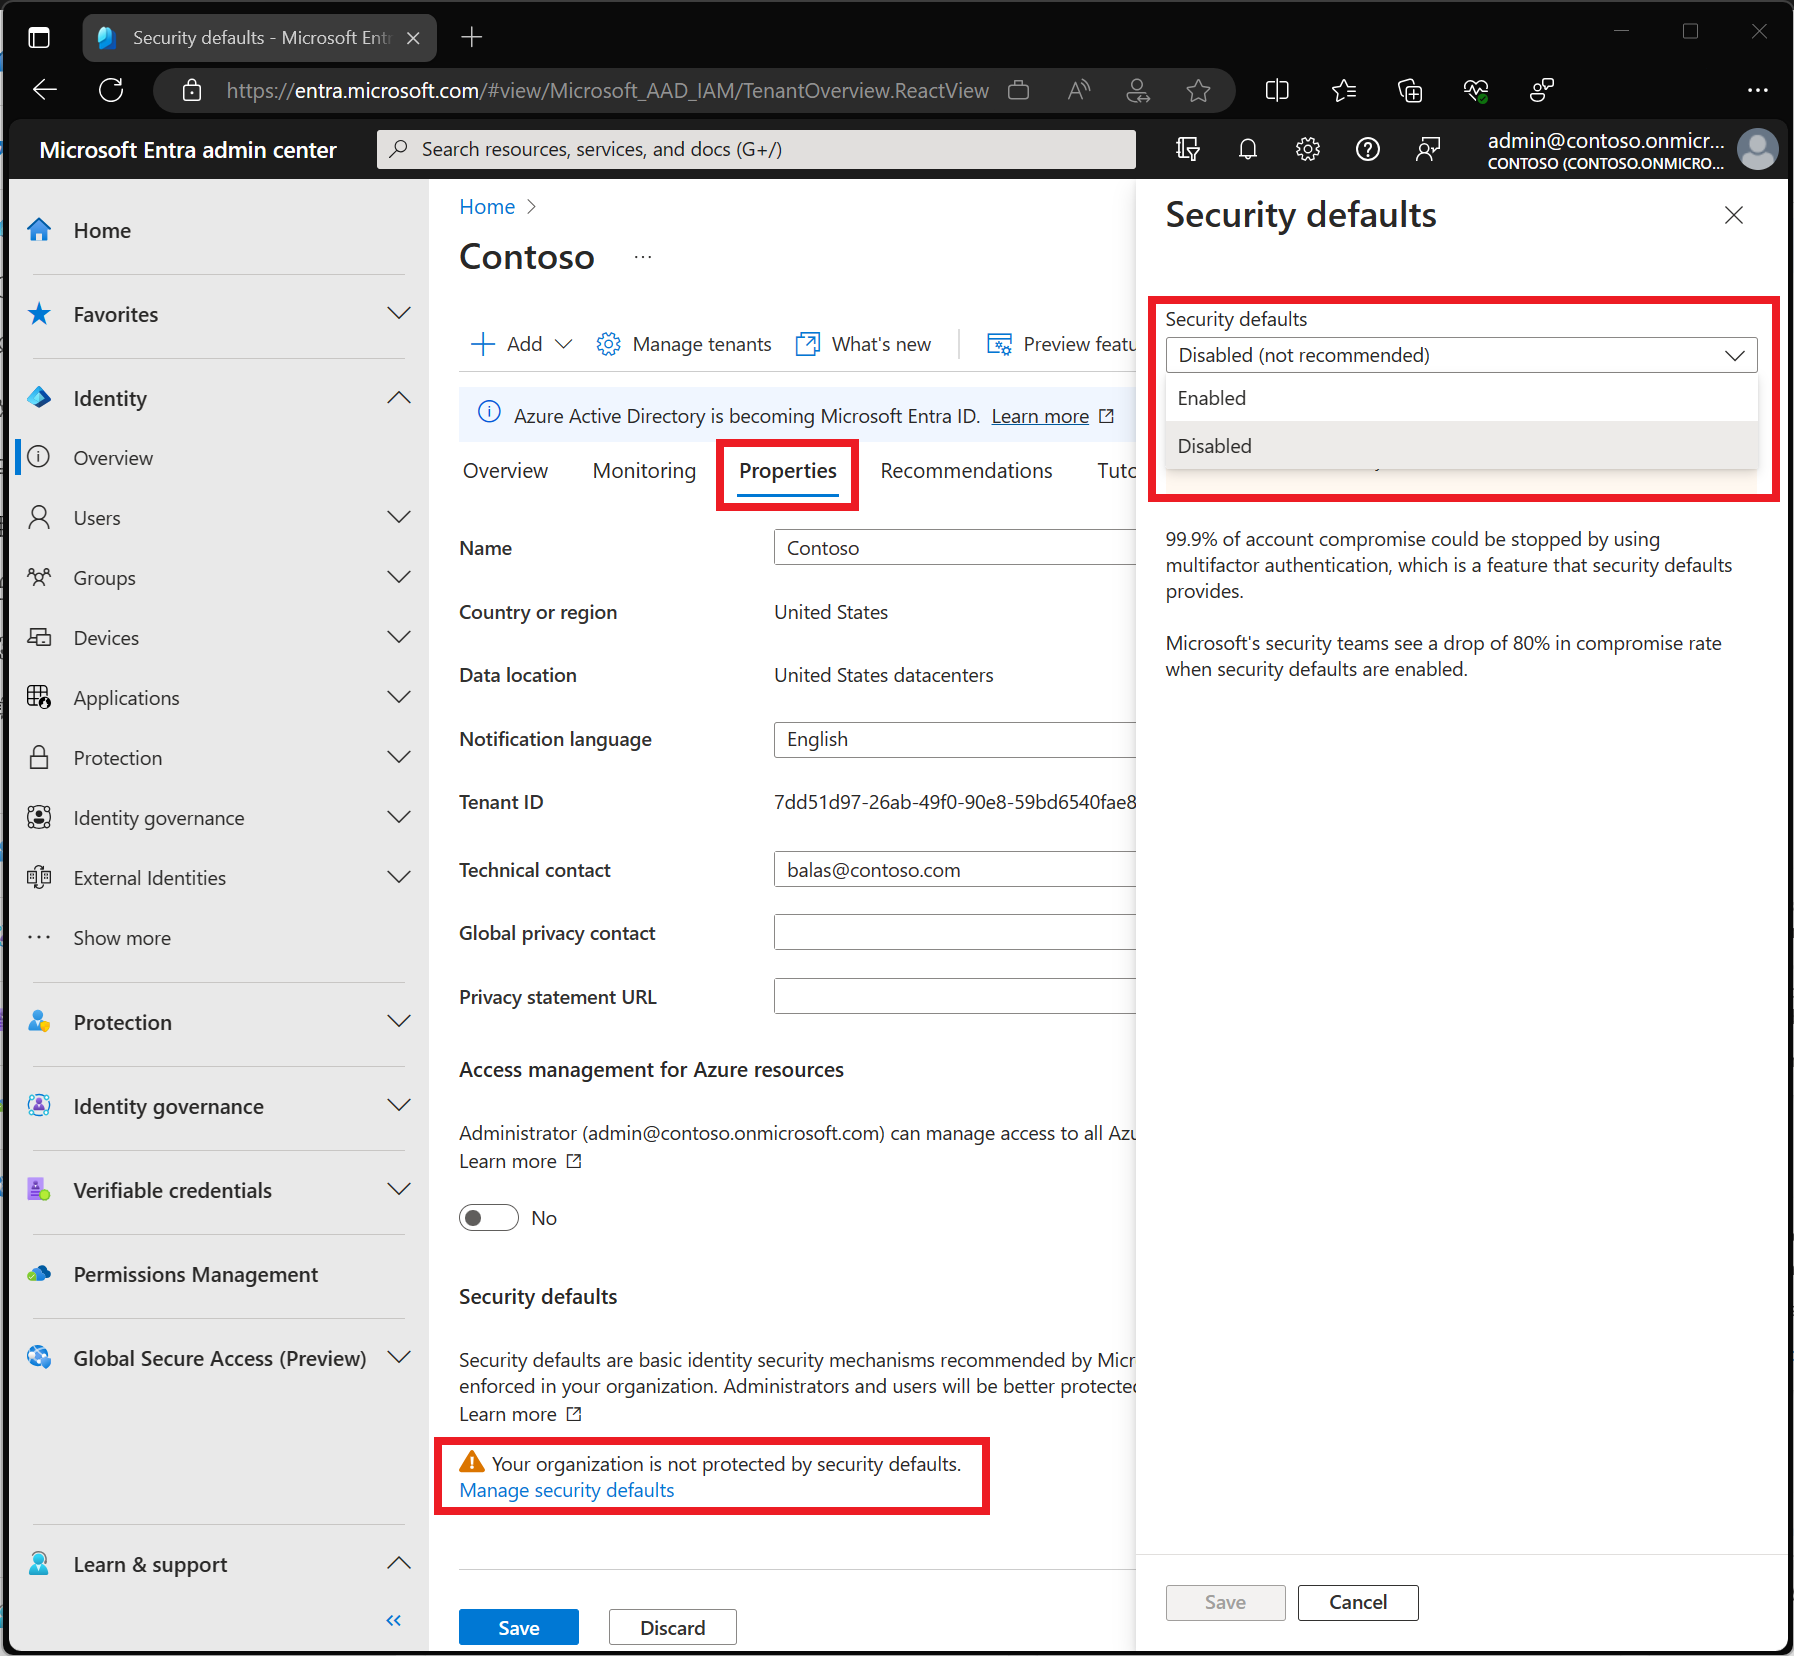 Security defaults - Microsoft Ent
https://entra.microsoft.com/#view/Microsoft_AAD_IAM/TenantOverview.ReactView
Microsoft Entra admin center
Search resources, services, and docs (G+/)
admin@contoso.onmicr...
CONTOSO (CONTOSO.ONMICRO...
Home
Favorites
Identity
Overview
Users
Groups
Devices
Applications
Protection
Identity governance
External Identities
Show more
Protection
Identity governance
Verifiable credentials
Permissions Management
Global Secure Access (Preview)
Learn & support
Home
Contoso
Add
Manage tenants
What's new
Preview featu
Azure Active Directory is becoming Microsoft Entra ID. Learn more
Overview
Monitoring
Properties
Recommendations
Tuto
Name
Contoso
Country or region
United States
Data location
United States datacenters
Notification language
English
Tenant ID
7dd51d97-26ab-49f0-90e8-59bd6540fae8
Technical contact
balas@contoso.com
Global privacy contact
Privacy statement URL
Access management for Azure resources
Administrator (admin@contoso.onmicrosoft.com) can manage access to all Azu
Learn more
No
Security defaults
Security defaults are basic identity security mechanisms recommended by Micr
enforced in your organization. Administrators and users will be better protected
Learn more
Your organization is not protected by security defaults.
Manage security defaults
Save
Discard
Security defaults
Security defaults
Disabled (not recommended)
Enabled
Disabled
99.9% of account compromise could be stopped by using
multifactor authentication, which is a feature that security defaults
provides.
Microsoft's security teams see a drop of 80% in compromise rate
when security defaults are enabled.
Save
Cancel